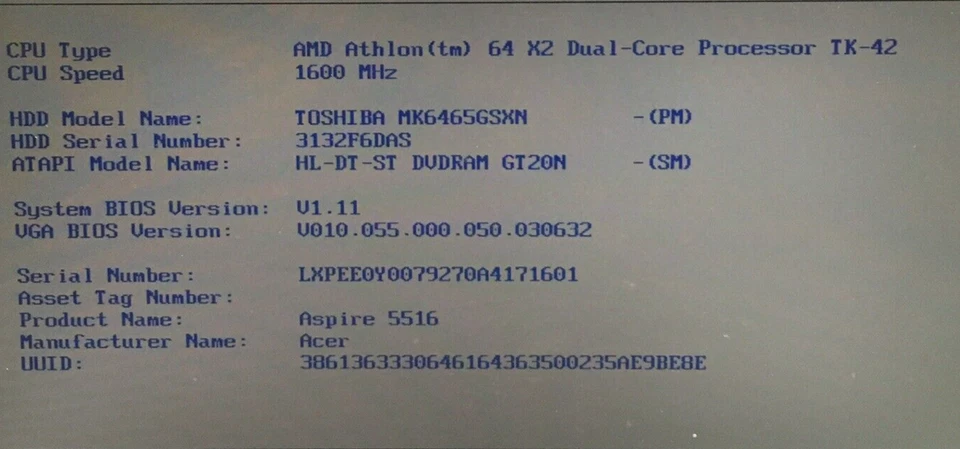 CPU Type AMD Athlon(tm) 64 X2 Dual-Core Processor TK-42
CPU Speed 1600 MHz
HDD Model Name: TOSHIBA MK6465GSXN -(PM)
HDD Serial Number: 3132F6DAS
ATAPI Model Name: HL-DT-ST DVDRAM GT20N -(SM)
System BIOS Version: V1.11
VGA BIOS Version: V010.055.000.050.030632
Serial Number: LXPEE0Y0079270A4171601
Asset Tag Number:
Product Name: Aspire 5516
Manufacturer Name: Acer
UUID: 3861363330646164363500235AE9BE8E